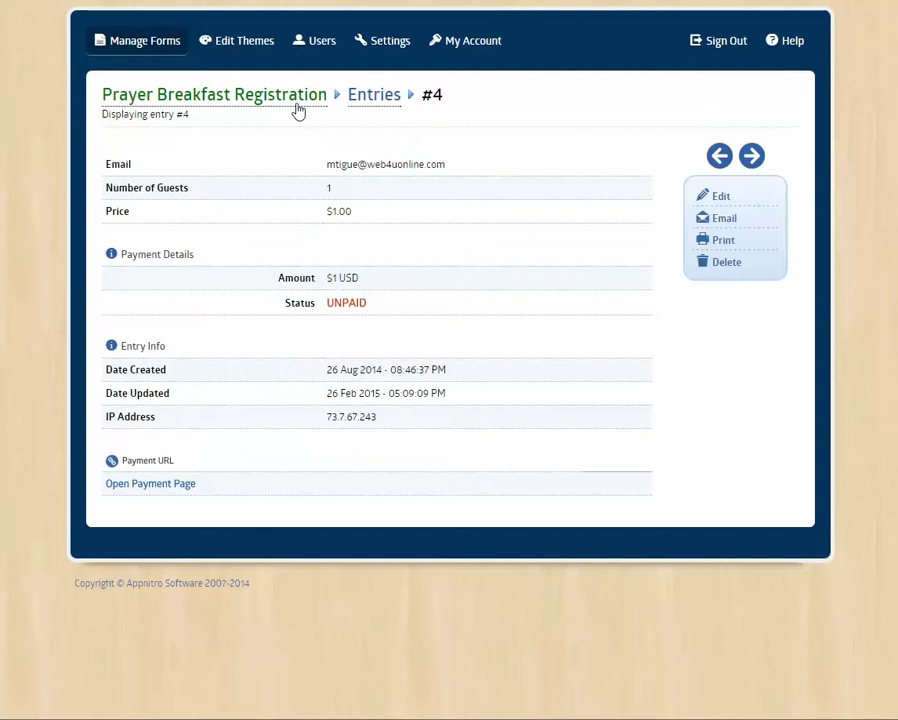 Manage Forms Edit Themes Users Settings My Account Sign Out Help
Prayer Breakfast Registration Entries #4
Displaying entry #4
Email mtigue@web4uonline.com
Number of Guests 1
Price $1.00
Payment Details
Amount $1 USD
Status UNPAID
Entry Info
Date Created 26 Aug 2014 - 08:46:37 PM
Date Updated 26 Feb 2015 - 05:09:09 PM
IP Address 73.7.67.243
Payment URL
Open Payment Page
Edit
Email
Print
Delete
Copyright © Appnitro Software 2007-2014